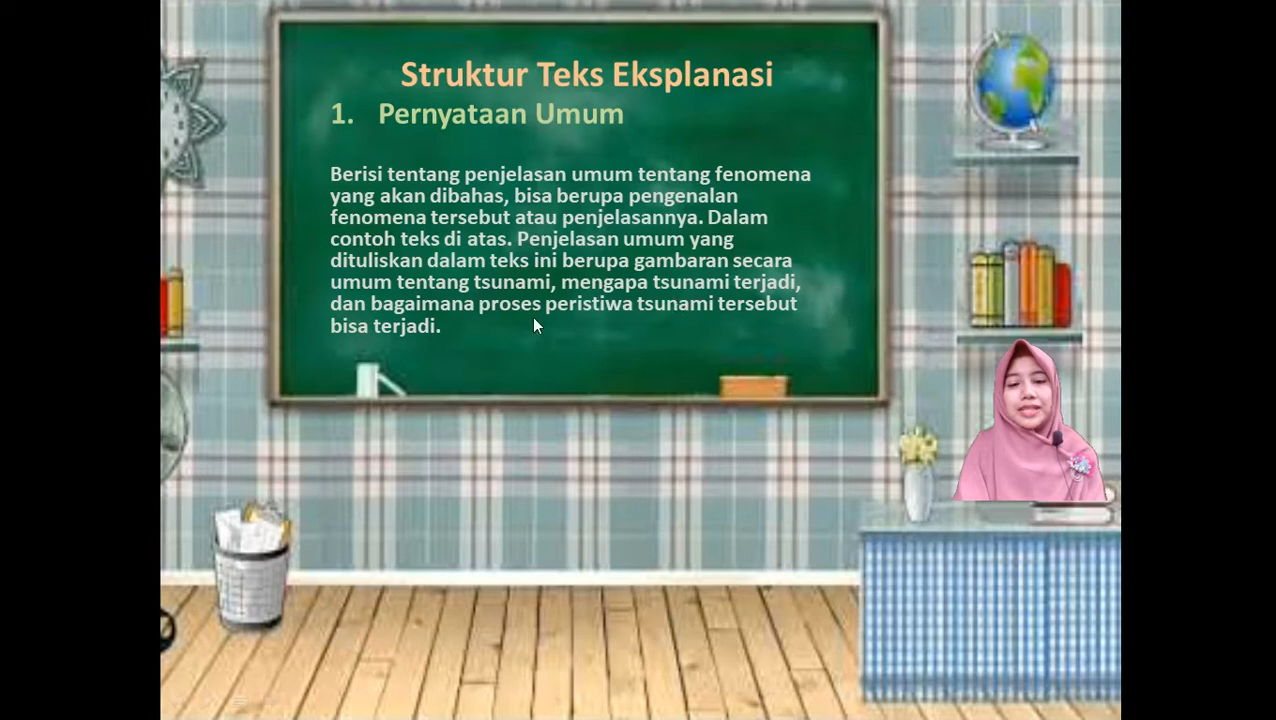 Struktur Teks Eksplanasi
1. Pernyataan Umum
Berisi tentang penjelasan umum tentang fenomena
yang akan dibahas, bisa berupa pengenalan
fenomena tersebut atau penjelasannya. Dalam
contoh teks di atas. Penjelasan umum yang
dituliskan dalam teks ini berupa gambaran secara
umum tentang tsunami, mengapa tsunami terjadi,
dan bagaimana proses peristiwa tsunami tersebut
bisa terjadi.